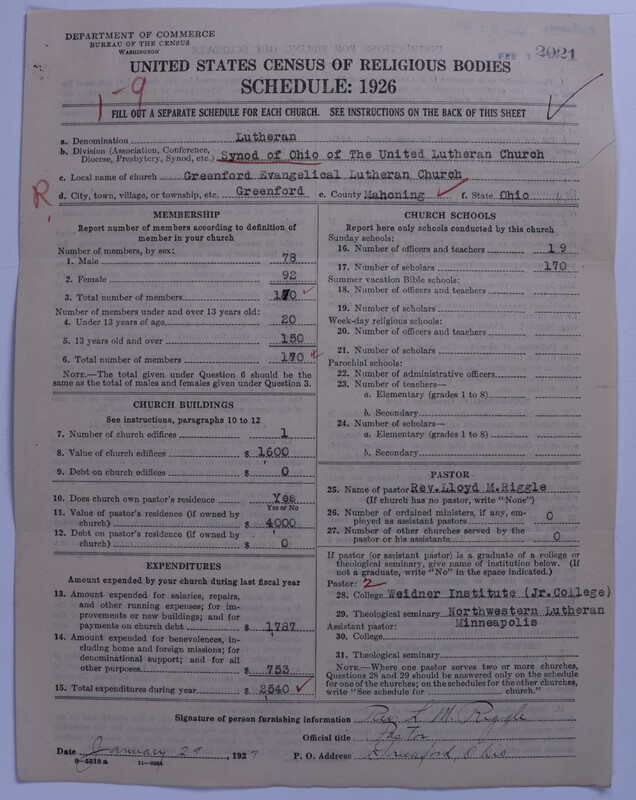 DEPARTMENT OF COMMERCE
BUREAU OF THE CENSUS
WASHINGTON
2021
UNITED STATES CENSUS OF RELIGIOUS BODIES
SCHEDULE: 1926
1-9
FILL OUT A SEPARATE SCHEDULE FOR EACH CHURCH. SEE INSTRUCTIONS ON THE BACK OF THIS SHEET
a. Denomination Lutheran
b. Division (Association, Conference, Diocese, Presbytery, Synod, etc.) Synod of Ohio of The United Lutheran Church
c. Local name of church Greenford Evangelical Lutheran Church
R. d. City, town, village, or township, etc. Greenford e. County Mahoning f. State Ohio
MEMBERSHIP
Report number of members according to definition of
member in your church
Number of members, by sex:
1. Male 78
2. Female 92
3. Total number of members 170
Number of members under and over 13 years old:
4. Under 13 years of age 20
5. 13 years old and over 150
6. Total number of members 170
NOTE.—The total given under Question 6 should be the
same as the total of males and females given under Question 3.
CHURCH BUILDINGS
See instructions, paragraphs 10 to 12
7. Number of church edifices 1
8. Value of church edifices $ 1600
9. Debt on church edifices $ 0
10. Does church own pastor's residence Yes
Yes or No
11. Value of pastor's residence (if owned by
church) $ 4000
12. Debt on pastor's residence (if owned by
church) $ 0
EXPENDITURES
Amount expended by your church during last fiscal year
13. Amount expended for salaries, repairs,
and other running expenses; for im-
provements or new buildings; and for
payments on church debt $ 1787
14. Amount expended for benevolences, in-
cluding home and foreign missions; for
denominational support; and for all
other purposes $ 753
15. Total expenditures during year $ 2540
CHURCH SCHOOLS
Report here only schools conducted by this church
Sunday schools:
16. Number of officers and teachers 19
17. Number of scholars 170
Summer vacation Bible schools:
18. Number of officers and teachers
19. Number of scholars
Week-day religious schools:
20. Number of officers and teachers
21. Number of scholars
Parochial schools:
22. Number of administrative officers
23. Number of teachers—
a. Elementary (grades 1 to 8)
b. Secondary
24. Number of scholars—
a. Elementary (grades 1 to 8)
b. Secondary
PASTOR
25. Name of pastor Rev. Lloyd M. Riggle
(If church has no pastor, write "None")
26. Number of ordained ministers, if any, em-
ployed as assistant pastors 0
27. Number of other churches served by the
pastor or his assistants 0
If pastor (or assistant pastor) is a graduate of a college or
theological seminary, give name of institution below. (If
not a graduate, write "No" in the space indicated.)
Pastor: 2
28. College Weidner Institute (Jr. College)
29. Theological seminary Northwestern Lutheran
Assistant pastor: Minneapolis
30. College
31. Theological seminary
NOTE.—Where one pastor serves two or more churches,
Questions 28 and 29 should be answered only on the schedule
for one of the churches; on the schedules for the other churches,
write "See schedule for church."
Signature of person furnishing information Rev. L. M. Riggle
Official title Pastor
Date January 29, 1927 P. O. Address Greenford, Ohio
8-5318a 11-9584